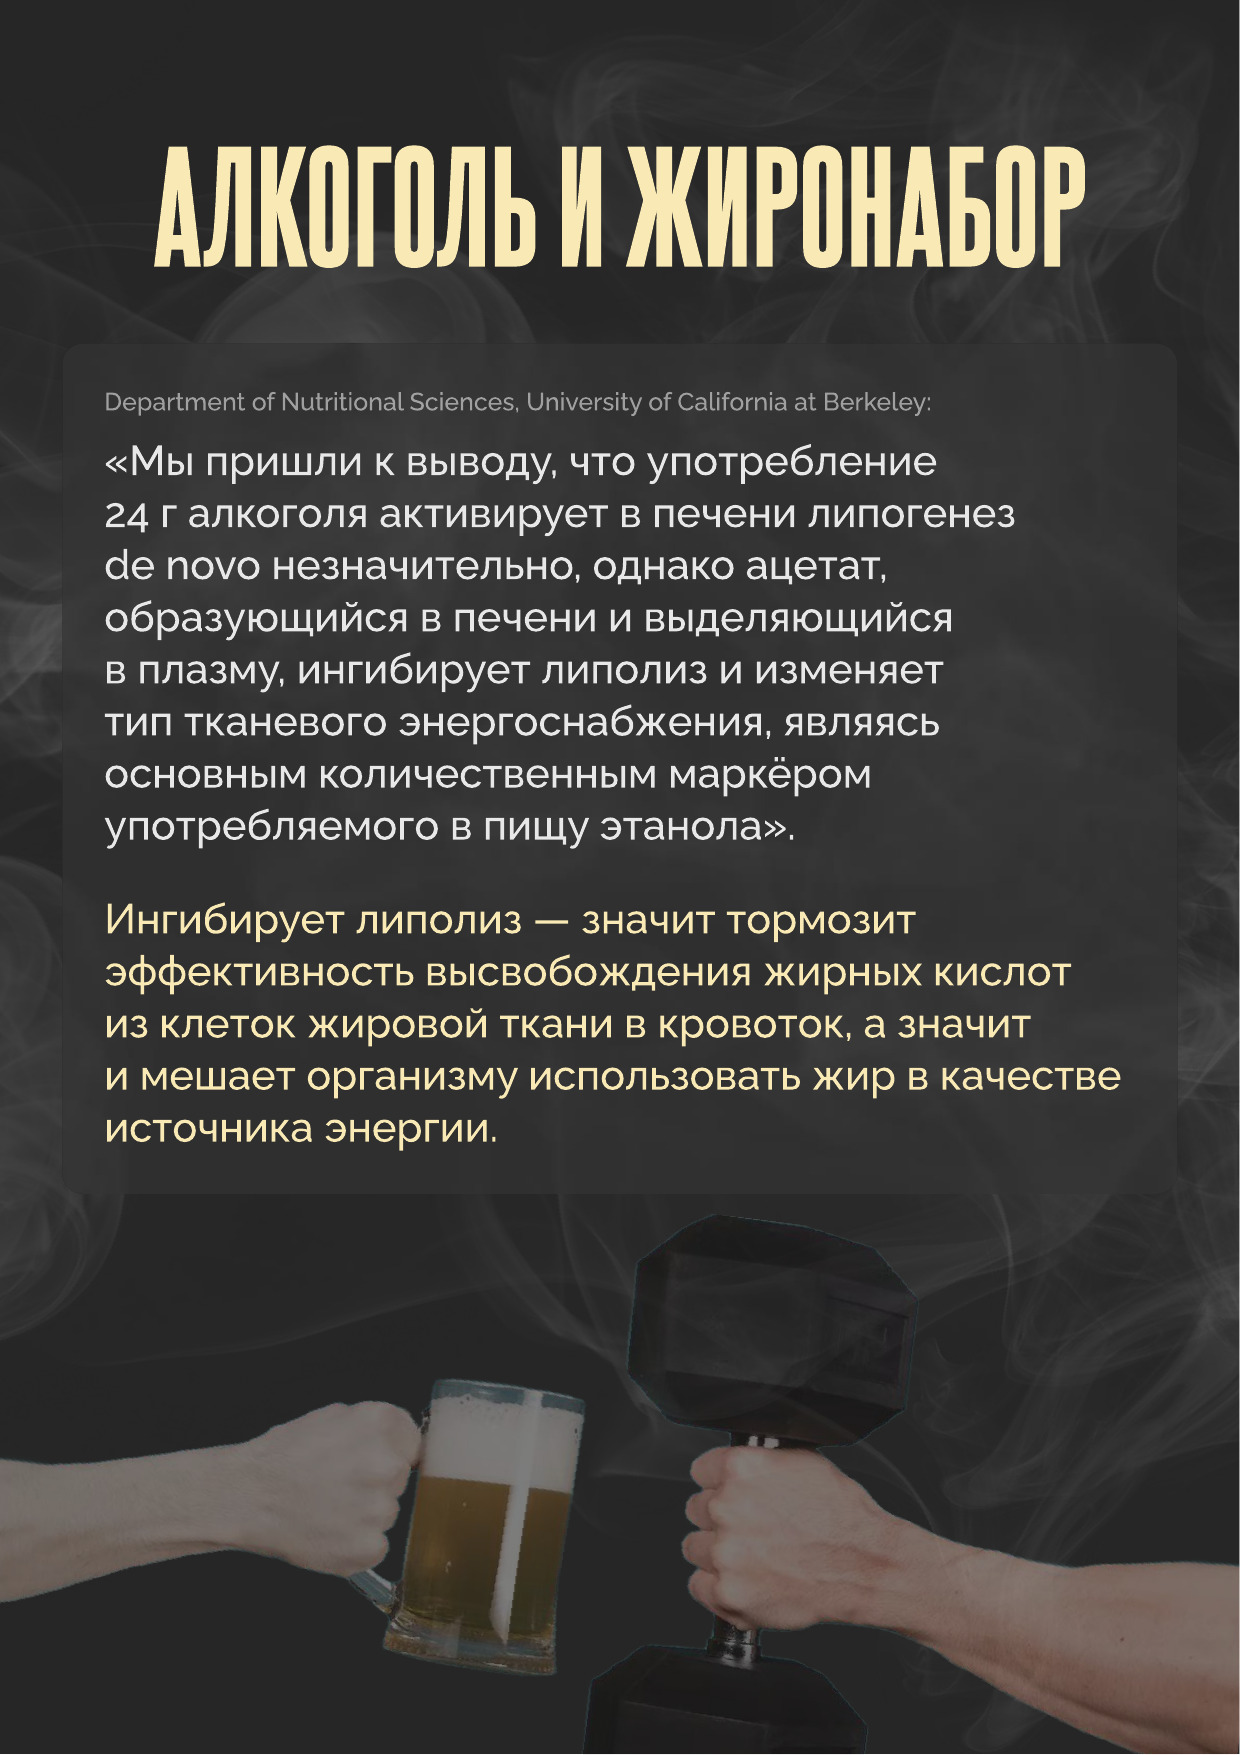 АЛКОГОЛЬ И ЖИРОНАБОР
Department of Nutritional Sciences, University of California at Berkeley:
«Мы пришли к выводу, что употребление
24 г алкоголя активирует в печени липогенез
de novo незначительно, однако ацетат,
образующийся в печени и выделяющийся
в плазму, ингибирует липолиз и изменяет
тип тканевого энергоснабжения, являясь
основным количественным маркёром
употребляемого в пищу этанола».
Ингибирует липолиз — значит тормозит
эффективность высвобождения жирных кислот
из клеток жировой ткани в кровоток, а значит
и мешает организму использовать жир в качестве
источника энергии.